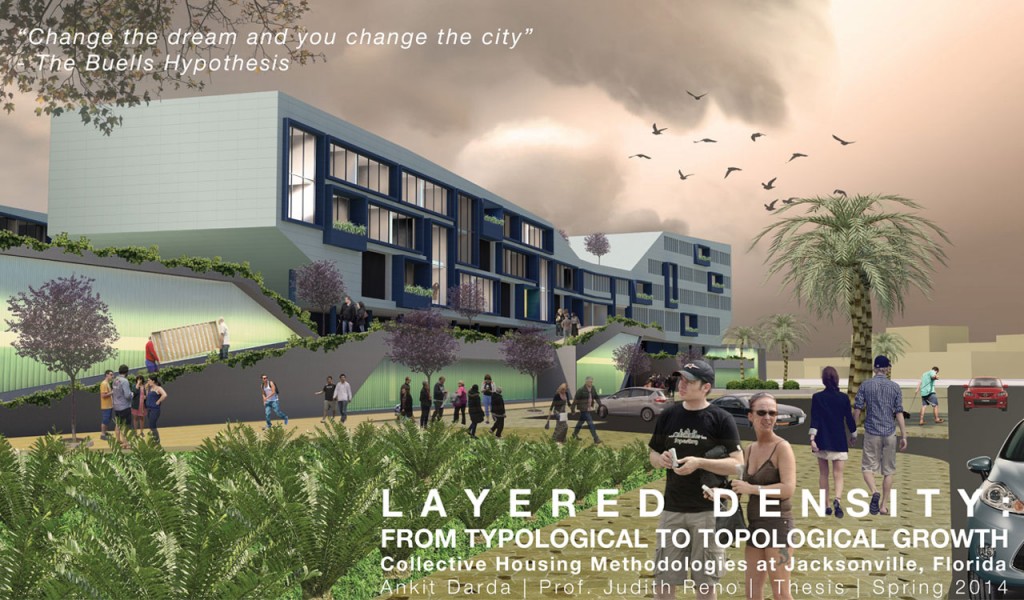 “Change the dream and you change the city”
- The Buells Hypothesis
LAYERED DENSITY:
FROM TYPOLOGICAL TO TOPOLOGICAL GROWTH
Collective Housing Methodologies at Jacksonville, Florida
Ankit Darda | Prof. Judith Reno | Thesis | Spring 2014